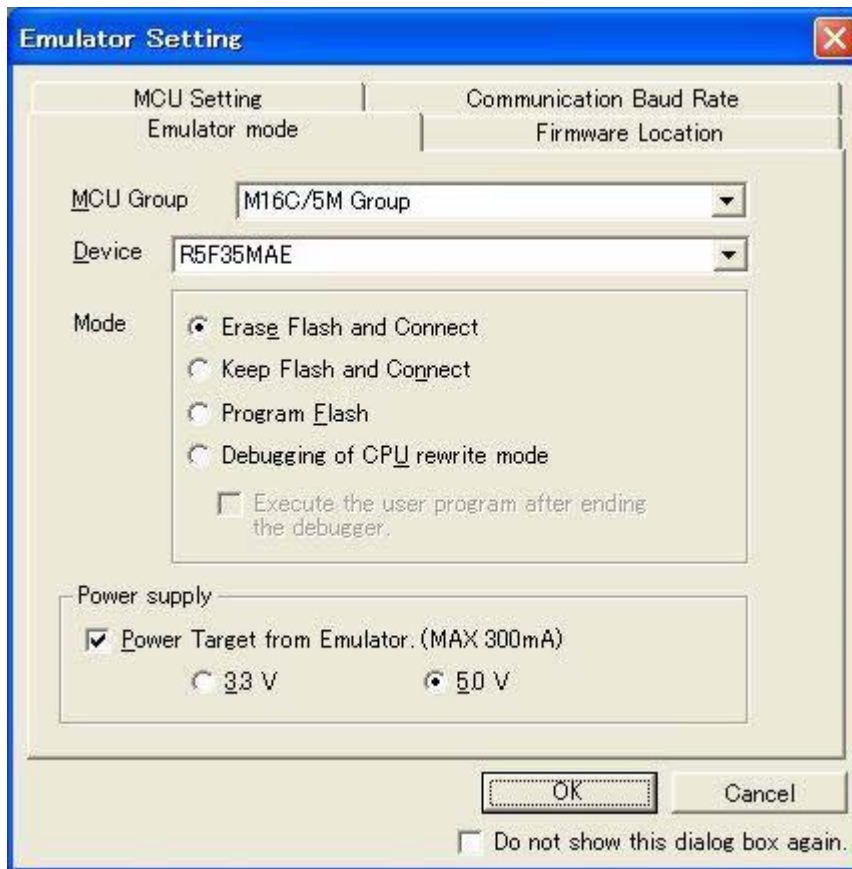 Emulator Setting
MCU Setting
Communication Baud Rate
Emulator mode
Firmware Location
MCU Group
M16C/5M Group
Device
R5F35MAE
Mode
Erase Flash and Connect
Keep Flash and Connect
Program Flash
Debugging of CPU rewrite mode
Execute the user program after ending
the debugger.
Power supply
Power Target from Emulator. (MAX 300mA)
3.3 V
5.0 V
OK
Cancel
Do not show this dialog box again.